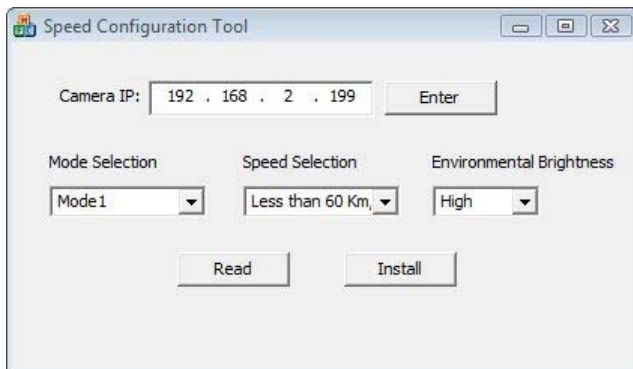 Speed Configuration Tool
Camera IP: 192 . 168 . 2 . 199 Enter
Mode Selection Speed Selection Environmental Brightness
Mode1 Less than 60 Km, High
Read Install